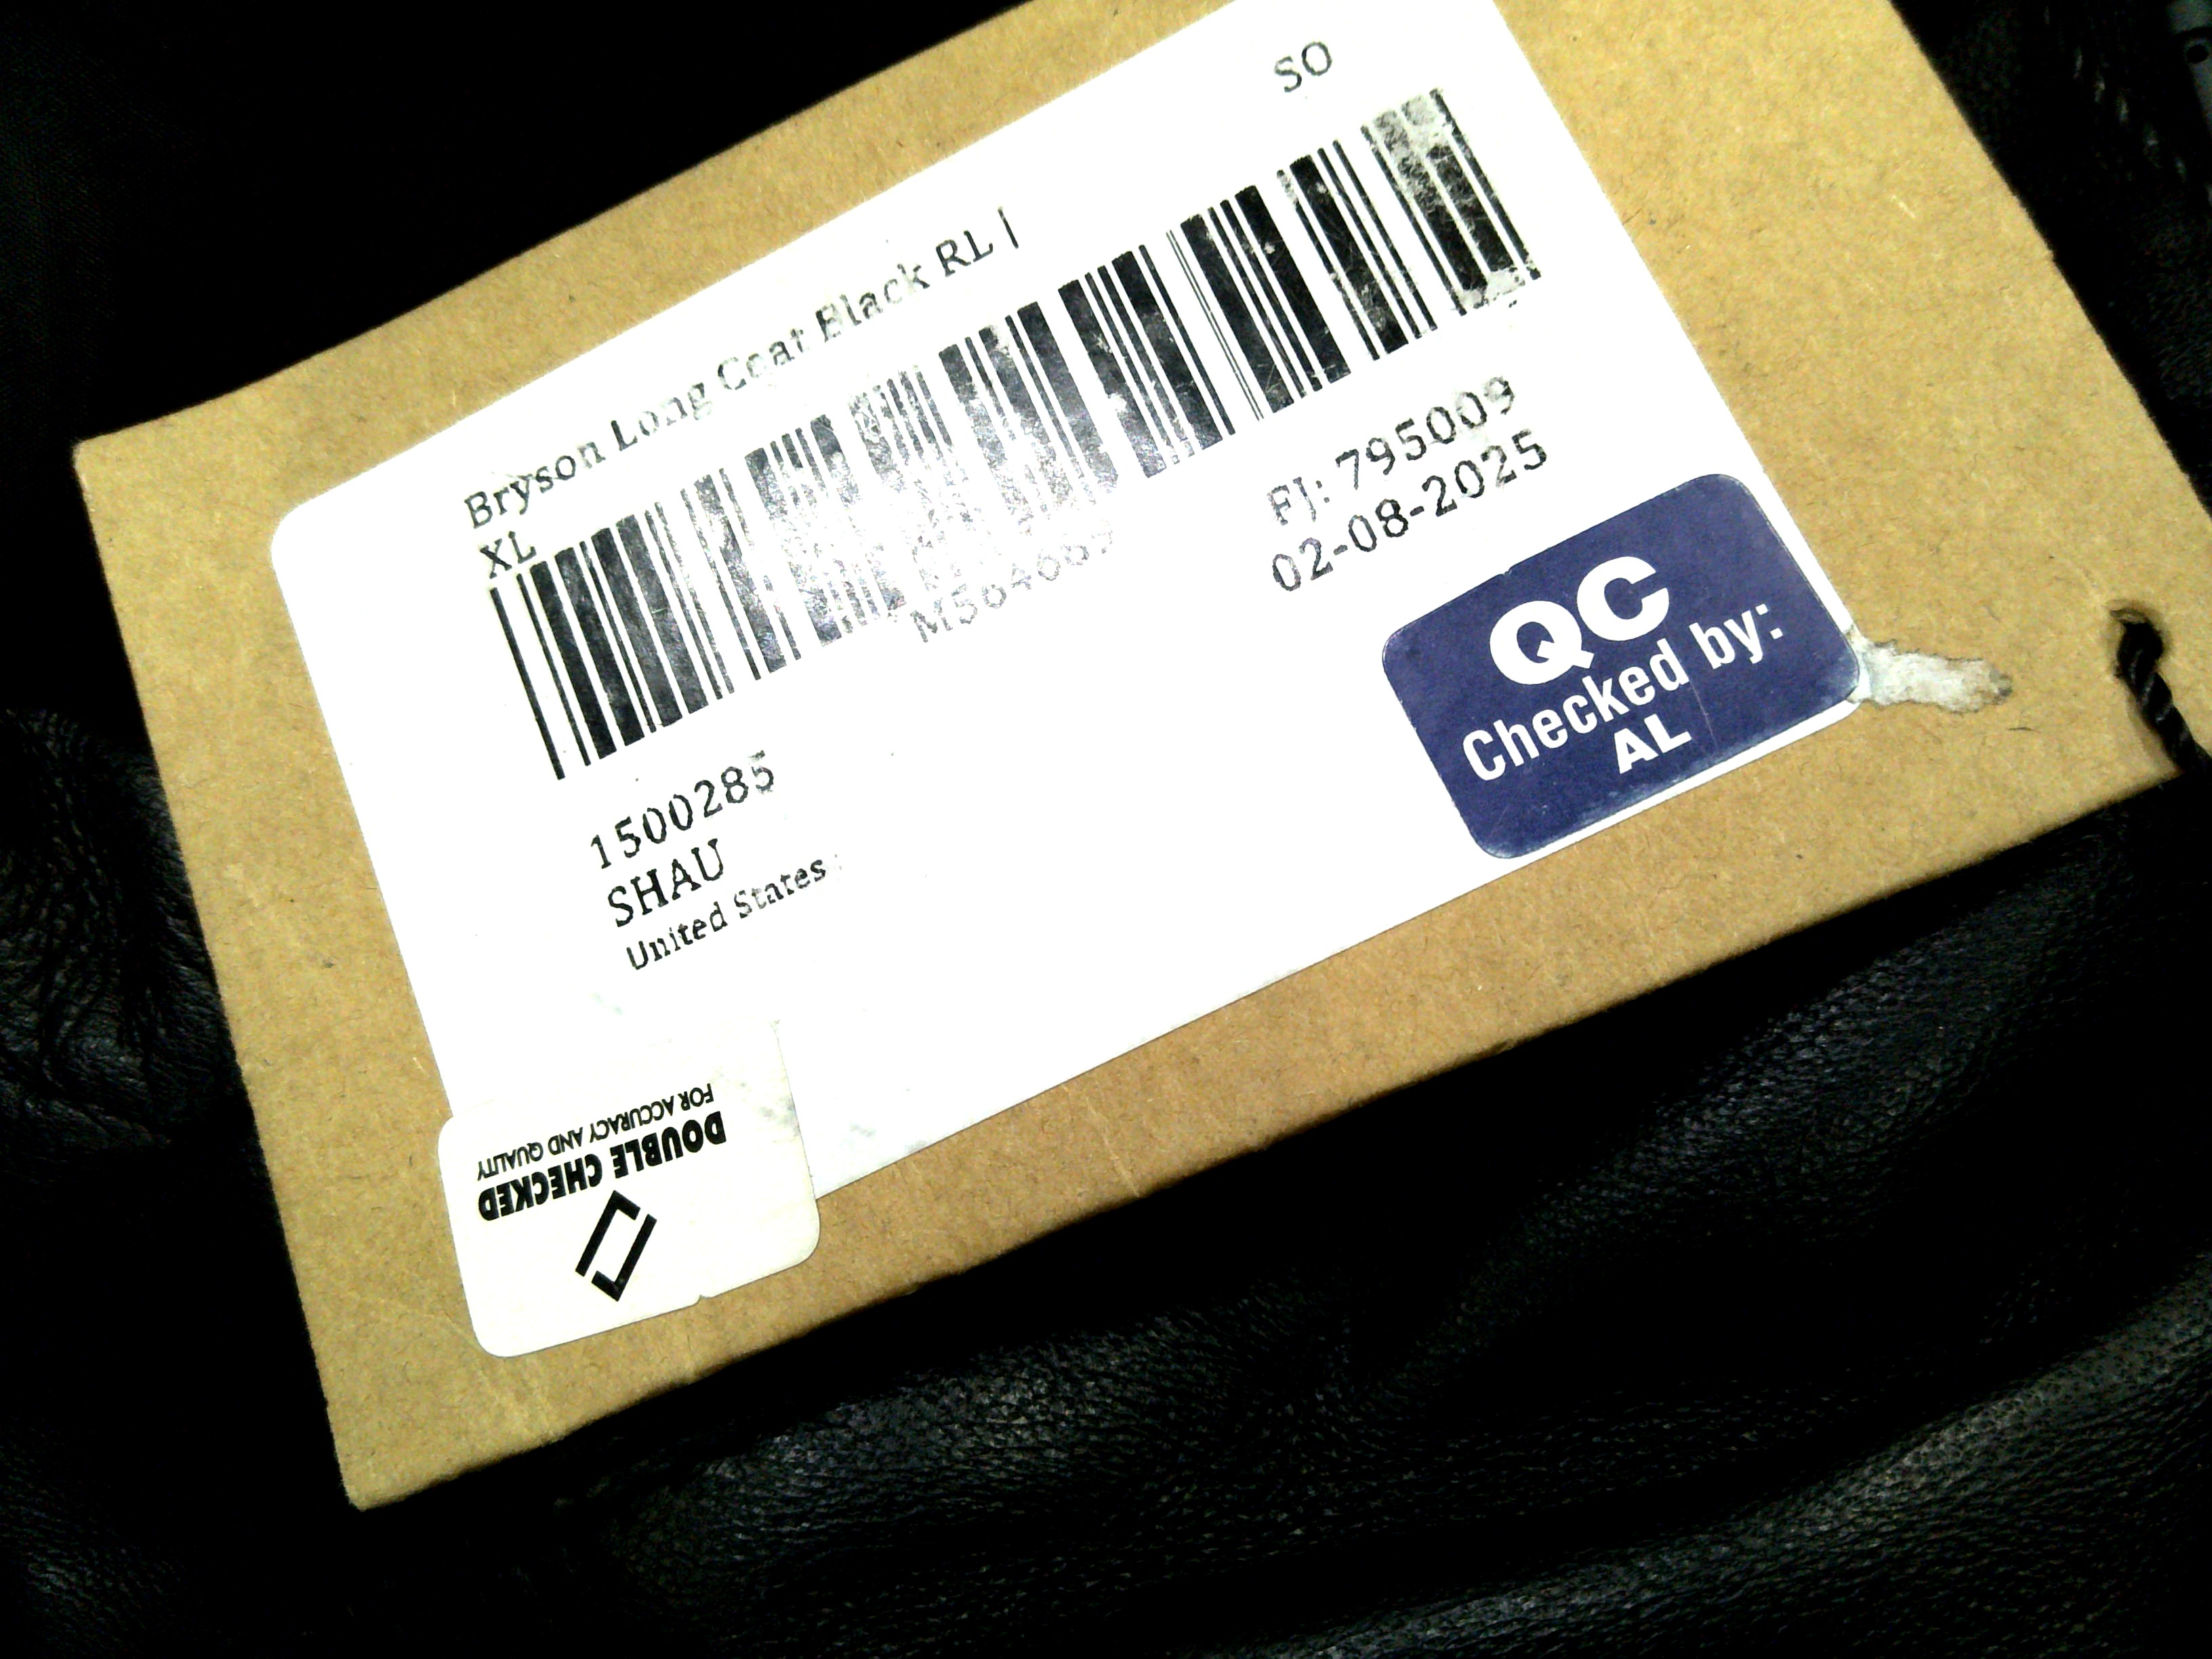 SO
Bryson Long Coat Black RL |
XL
FJ: 795009
02-08-2025
1500285
SHAU
United States
QC
Checked by:
AL
DOUBLE CHECKED
FOR ACCURACY AND QUALITY